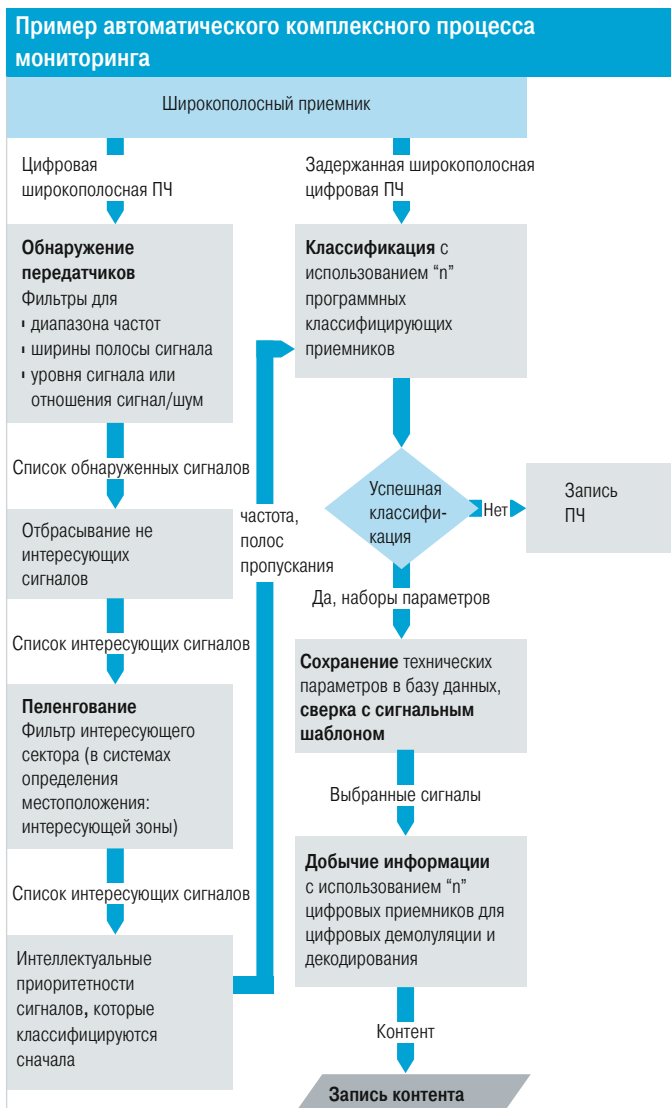 Пример автоматического комплексного процесса
мониторинга
Широкополосный приемник
Цифровая
широкополосная ПЧ
Обнаружение
передатчиков
Фильтры для
ı диапазона частот
ı ширины полосы сигнала
ı уровня сигнала или
отношения сигнал/шум
Список обнаруженных сигналов
Отбрасывание не
интересующих
сигналов
Список интересующих сигналов
Пеленгование
Фильтр интересующего
сектора (в системах
определения
местоположения:
интересующей зоны)
Список интересующих сигналов
Интеллектуальные
приоритетности
сигналов, которые
классифицируются
сначала
частота,
полос
пропускания
Задержанная широкополосная
цифровая ПЧ
Классификация с
использованием “n”
программных
классифицирующих
приемников
Успешная
классифи-
кация
Нет
Запись
ПЧ
Да, наборы параметров
Сохранение технических
параметров в базу данных,
сверка с сигнальным
шаблоном
Выбранные сигналы
Добычие информации
с использованием “n”
цифровых приемников для
цифровых демолуляции и
декодирования
Контент
Запись контента